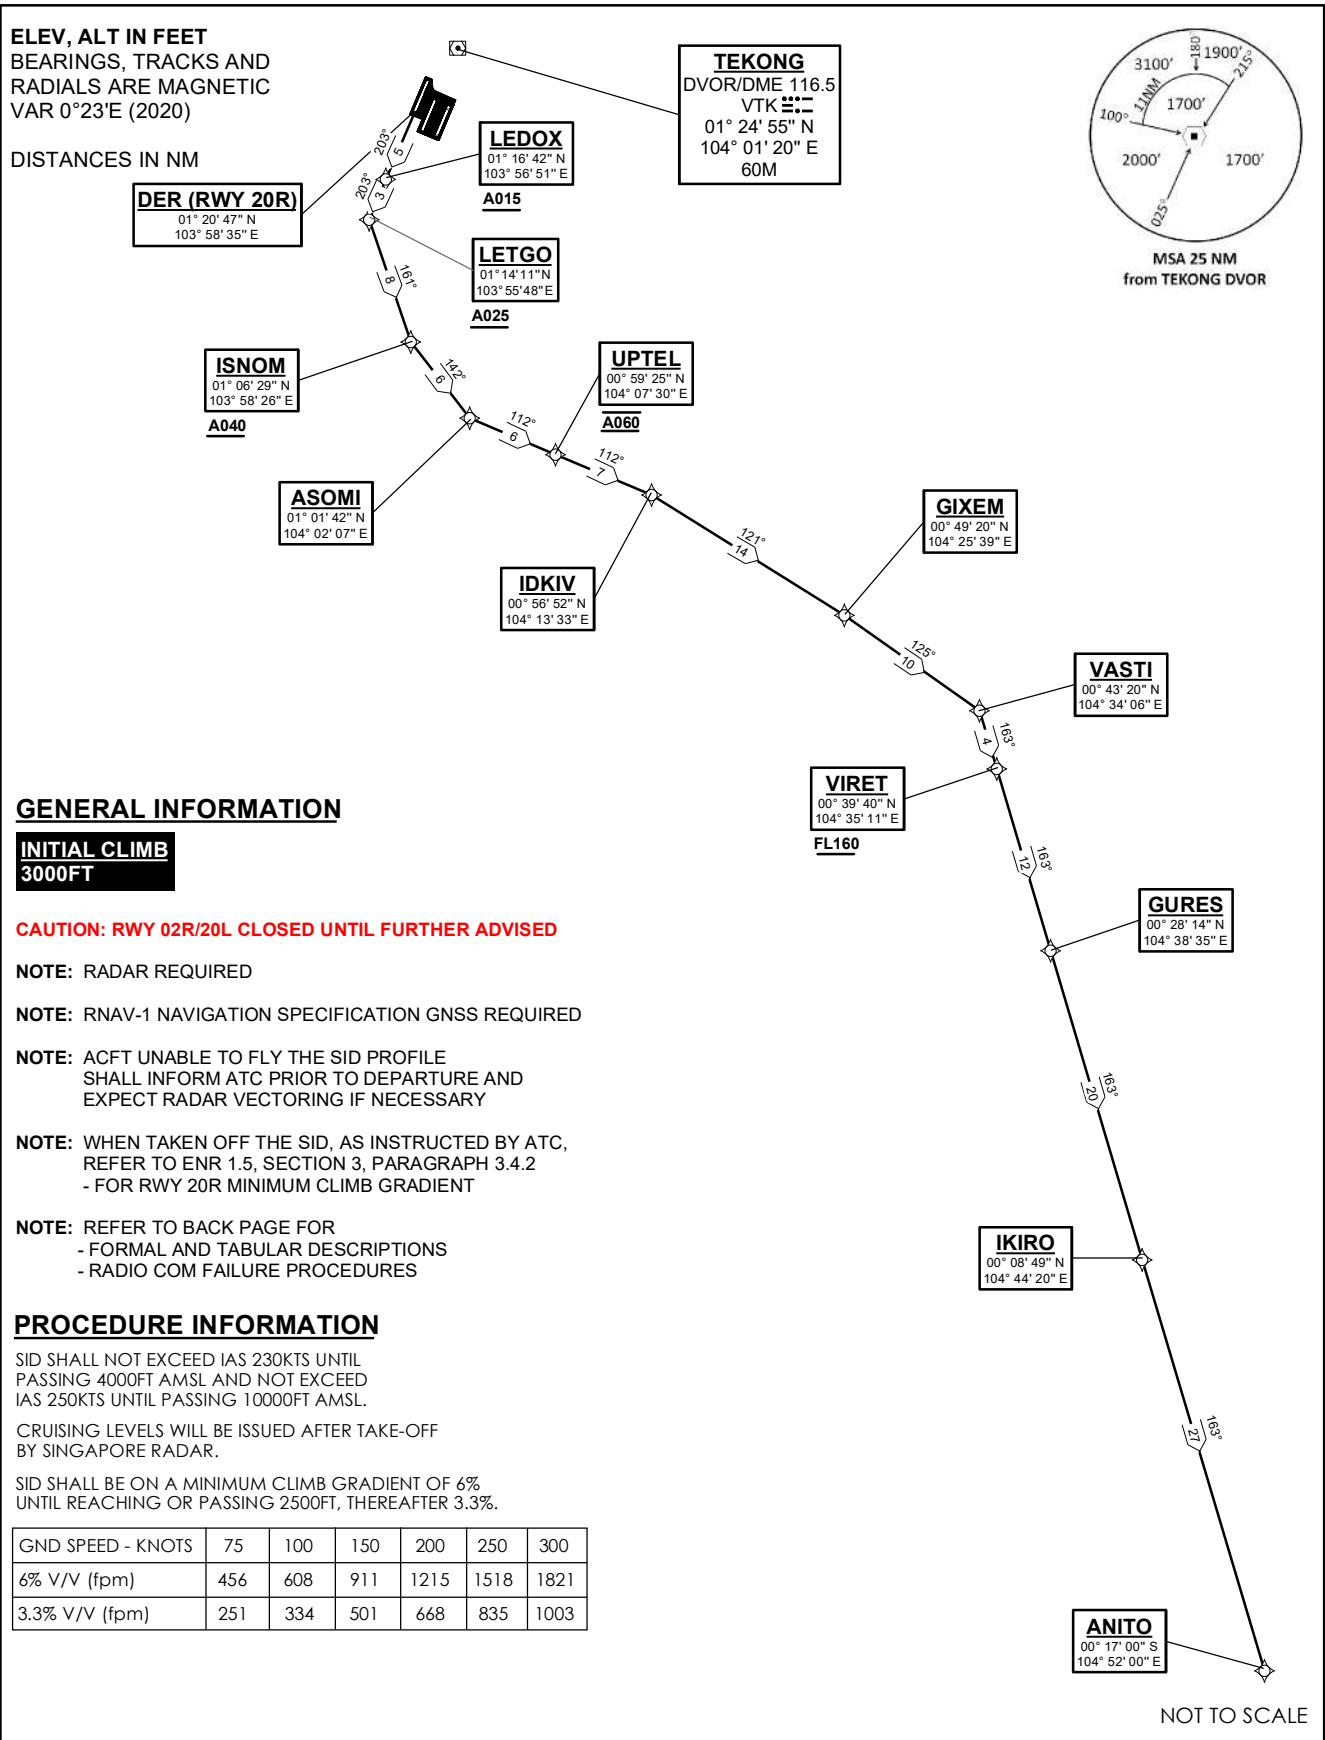 ELEV, ALT IN FEET
BEARINGS, TRACKS AND
RADIALS ARE MAGNETIC
VAR 0°23'E (2020)
DISTANCES IN NM
TEKONG
DVOR/DME 116.5
VTK
01° 24' 55" N
104° 01' 20" E
60M
3100'
180°
1900'
215°
11NM
1700'
100°
2000'
1700'
025°
MSA 25 NM
from TEKONG DVOR
DER (RWY 20R)
01° 20' 47" N
103° 58' 35" E
203°
5
LEDOX
01° 16' 42" N
103° 56' 51" E
A015
203°
3
LETGO
01°14'11"N
103°55'48"E
A025
161°
8
ISNOM
01° 06' 29" N
103° 58' 26" E
A040
142°
6
ASOMI
01° 01' 42" N
104° 02' 07" E
112°
6
UPTEL
00° 59' 25" N
104° 07' 30" E
A060
112°
7
IDKIV
00° 56' 52" N
104° 13' 33" E
121°
14
GIXEM
00° 49' 20" N
104° 25' 39" E
125°
10
VASTI
00° 43' 20" N
104° 34' 06" E
163°
4
VIRET
00° 39' 40" N
104° 35' 11" E
FL160
163°
12
GURES
00° 28' 14" N
104° 38' 35" E
163°
20
IKIRO
00° 08' 49" N
104° 44' 20" E
163°
27
ANITO
00° 17' 00" S
104° 52' 00" E
NOT TO SCALE
GENERAL INFORMATION
INITIAL CLIMB
3000FT
CAUTION: RWY 02R/20L CLOSED UNTIL FURTHER ADVISED
NOTE: RADAR REQUIRED
NOTE: RNAV-1 NAVIGATION SPECIFICATION GNSS REQUIRED
NOTE: ACFT UNABLE TO FLY THE SID PROFILE
SHALL INFORM ATC PRIOR TO DEPARTURE AND
EXPECT RADAR VECTORING IF NECESSARY
NOTE: WHEN TAKEN OFF THE SID, AS INSTRUCTED BY ATC,
REFER TO ENR 1.5, SECTION 3, PARAGRAPH 3.4.2
- FOR RWY 20R MINIMUM CLIMB GRADIENT
NOTE: REFER TO BACK PAGE FOR
- FORMAL AND TABULAR DESCRIPTIONS
- RADIO COM FAILURE PROCEDURES
PROCEDURE INFORMATION
SID SHALL NOT EXCEED IAS 230KTS UNTIL
PASSING 4000FT AMSL AND NOT EXCEED
IAS 250KTS UNTIL PASSING 10000FT AMSL.
CRUISING LEVELS WILL BE ISSUED AFTER TAKE-OFF
BY SINGAPORE RADAR.
SID SHALL BE ON A MINIMUM CLIMB GRADIENT OF 6%
UNTIL REACHING OR PASSING 2500FT, THEREAFTER 3.3%.
GND SPEED - KNOTS 75 100 150 200 250 300
6% V/V (fpm) 456 608 911 1215 1518 1821
3.3% V/V (fpm) 251 334 501 668 835 1003